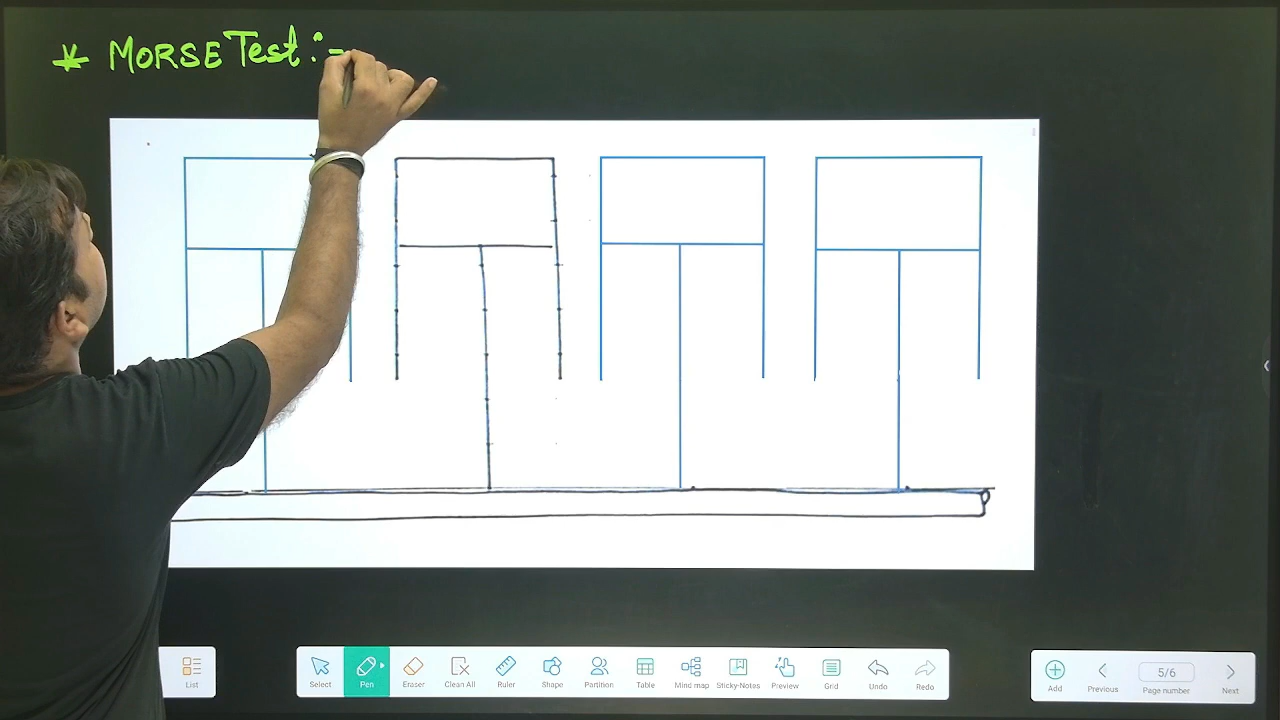 * MORSE Test :-
List
Select
Pen
Eraser
Clean All
Ruler
Shape
Partition
Table
Mind map
Sticky-Notes
Preview
Grid
Undo
Redo
Add
Previous
5/6
Page number
Next